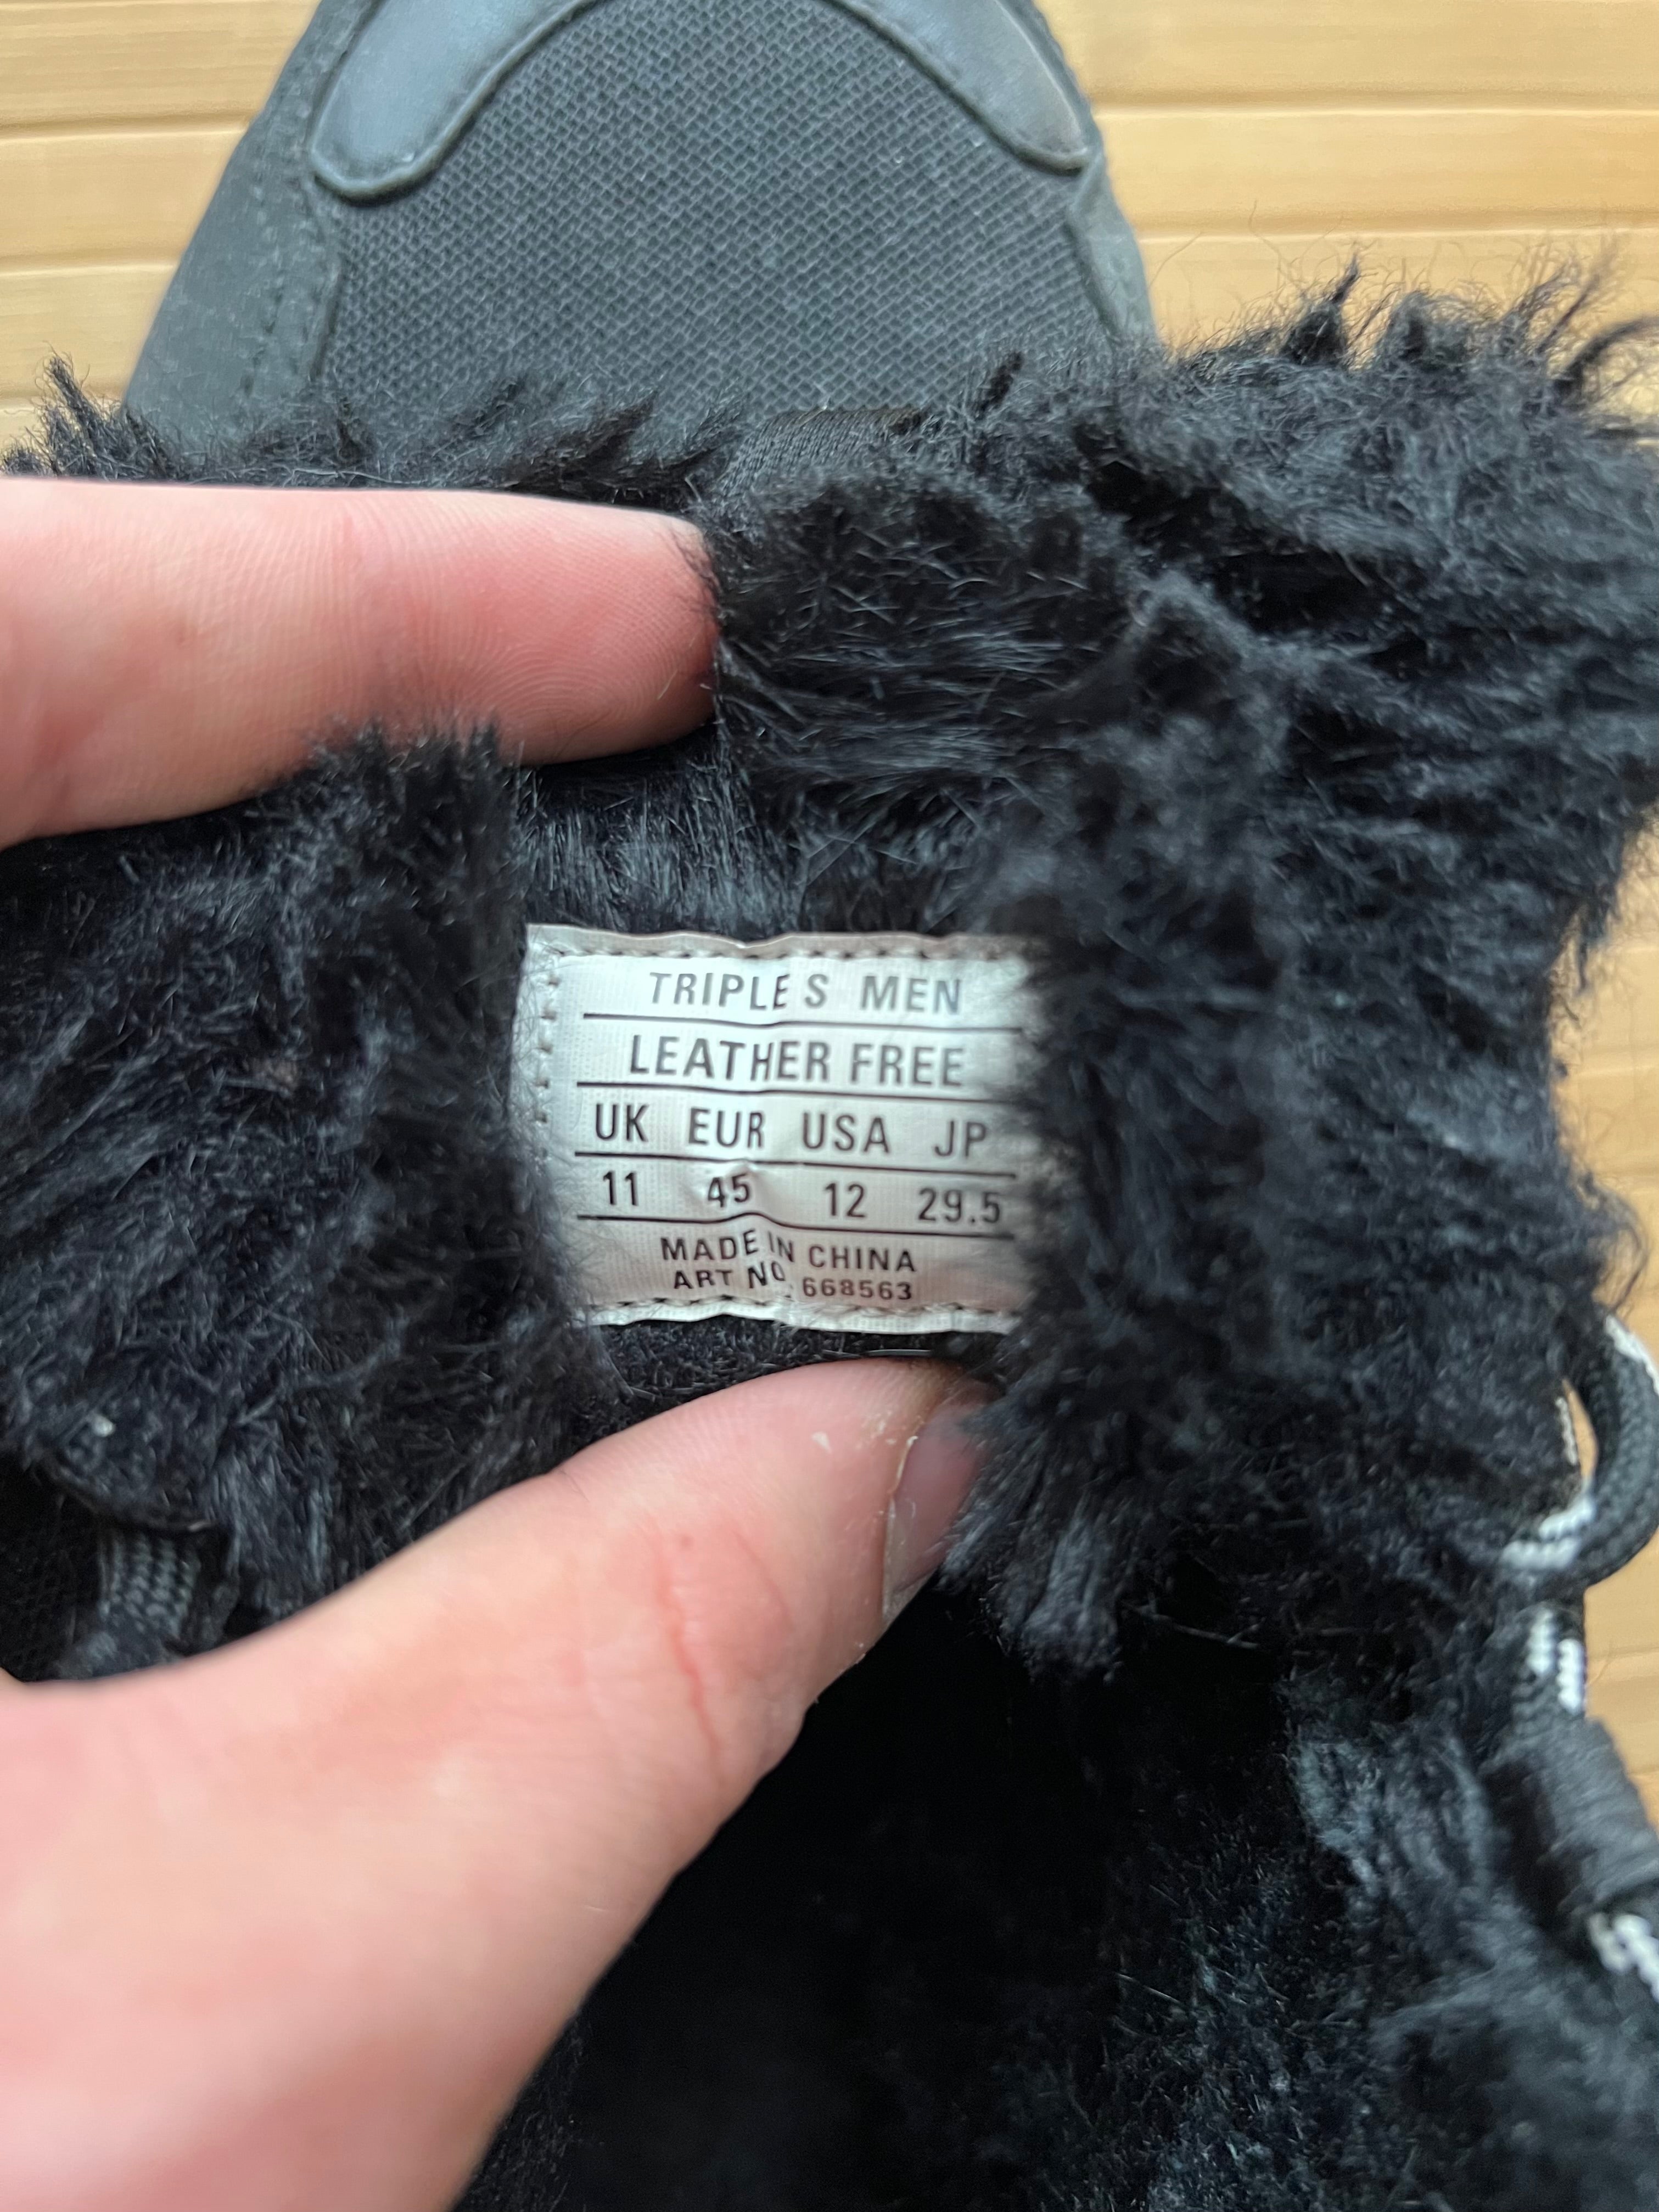 TRIPLE S MEN
LEATHER FREE
UK EUR USA JP
11 45 12 29.5
MADE IN CHINA
ART NO. 668563